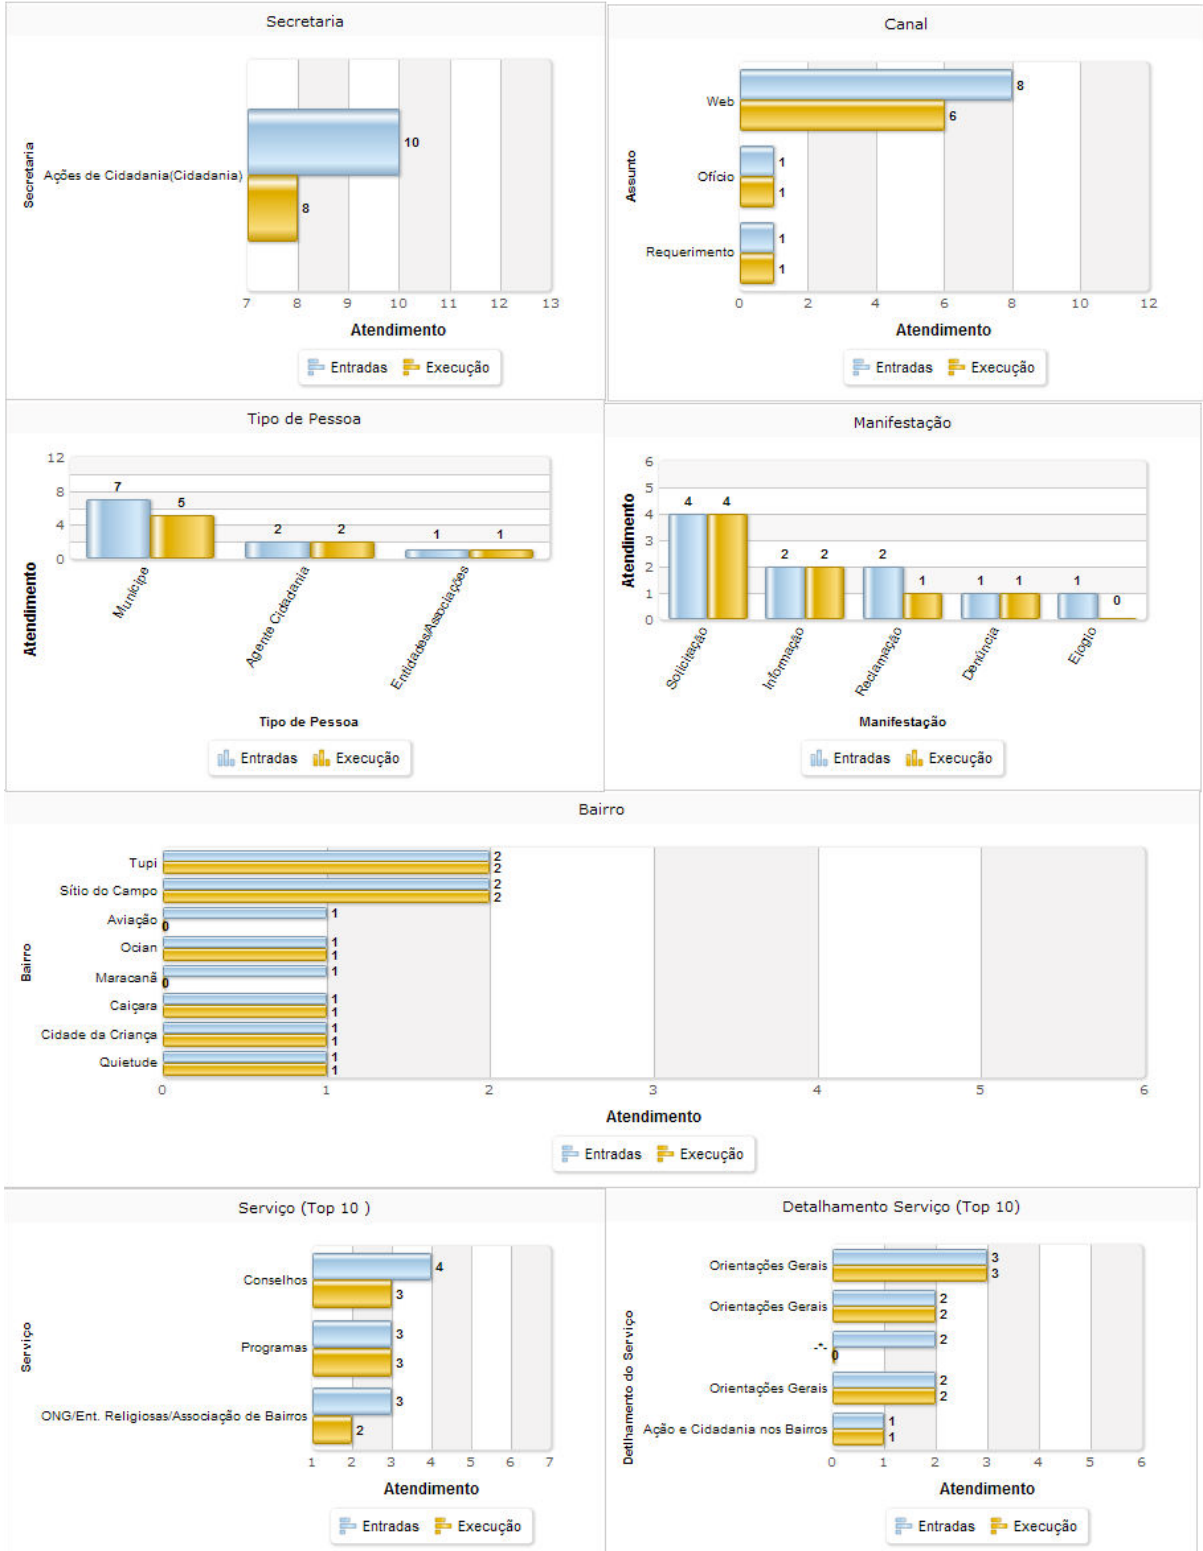 Secretaria
Secretaria
Ações de Cidadania(Cidadania)
10
8
7 8 9 10 11 12 13
Atendimento
Entradas Execução
Canal
Assunto
Web
8
6
Ofício
1
1
Requerimento
1
1
0 2 4 6 8 10 12
Atendimento
Entradas Execução
Tipo de Pessoa
Atendimento
12
8
4
0
7 5
2 2
1 1
Munícipe
Agente Cidadania
Entidades/Associações
Tipo de Pessoa
Entradas Execução
Manifestação
Atendimento
6
5
4
3
2
1
0
4 4
2 2
2 1
1 1
1 0
Solicitação
Informação
Reclamação
Denúncia
Elogio
Manifestação
Entradas Execução
Bairro
Bairro
Tupi
2
2
Sítio do Campo
2
2
Aviação
1
0
Ocian
1
1
Maracanã
1
0
Caiçara
1
1
Cidade da Criança
1
1
Quietude
1
1
0 1 2 3 4 5 6
Atendimento
Entradas Execução
Serviço (Top 10 )
Serviço
Conselhos
4
3
Programas
3
3
ONG/Ent. Religiosas/Associação de Bairros
3
2
1 2 3 4 5 6 7
Atendimento
Entradas Execução
Detalhamento Serviço (Top 10)
Detlhamento do Serviço
Orientações Gerais
3
3
Orientações Gerais
2
2
-*-
2
0
Orientações Gerais
2
2
Ação e Cidadania nos Bairros
1
1
0 1 2 3 4 5 6
Atendimento
Entradas Execução